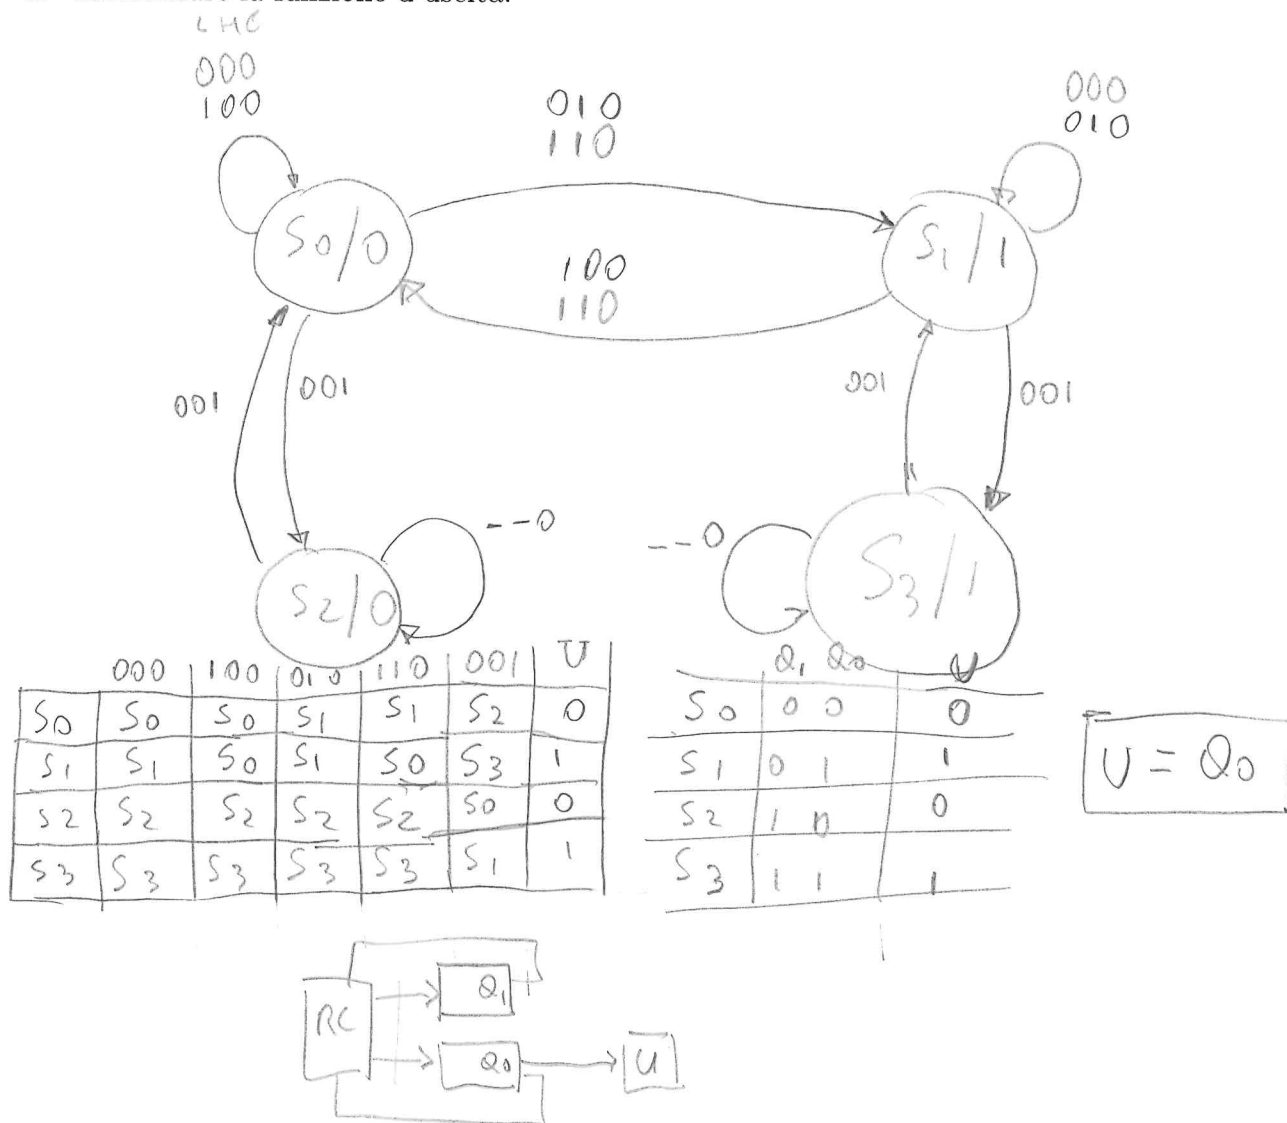 LHC
000
100
010
110
000
010
S0/0
S1/1
100
110
001
001
001
001
--0
--0
S2/0
S3/1
000 100 010 110 001 U
S0 S0 S0 S1 S1 S2 0
S1 S1 S0 S1 S0 S3 1
S2 S2 S2 S2 S2 S0 0
S3 S3 S3 S3 S3 S1 1
Q1 Q0 U
S0 0 0 0
S1 0 1 1
S2 1 0 0
S3 1 1 1
U = Q0
RC
Q1
Q0
U